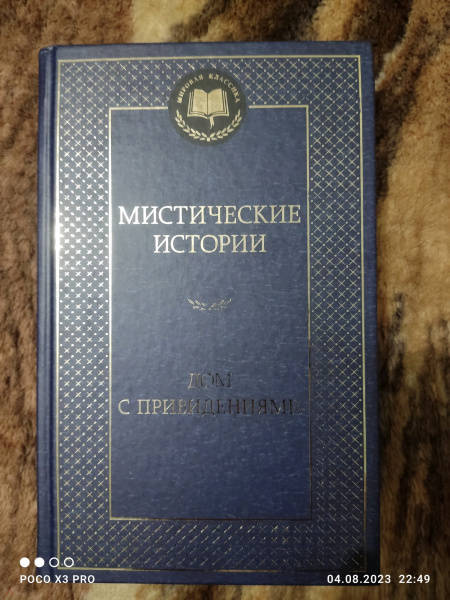 МИРОВАЯ КЛАССИКА
МИСТИЧЕСКИЕ
ИСТОРИИ
ДОМ
С ПРИВИДЕНИЯМИ
POCO X3 PRO
04.08.2023 22:49